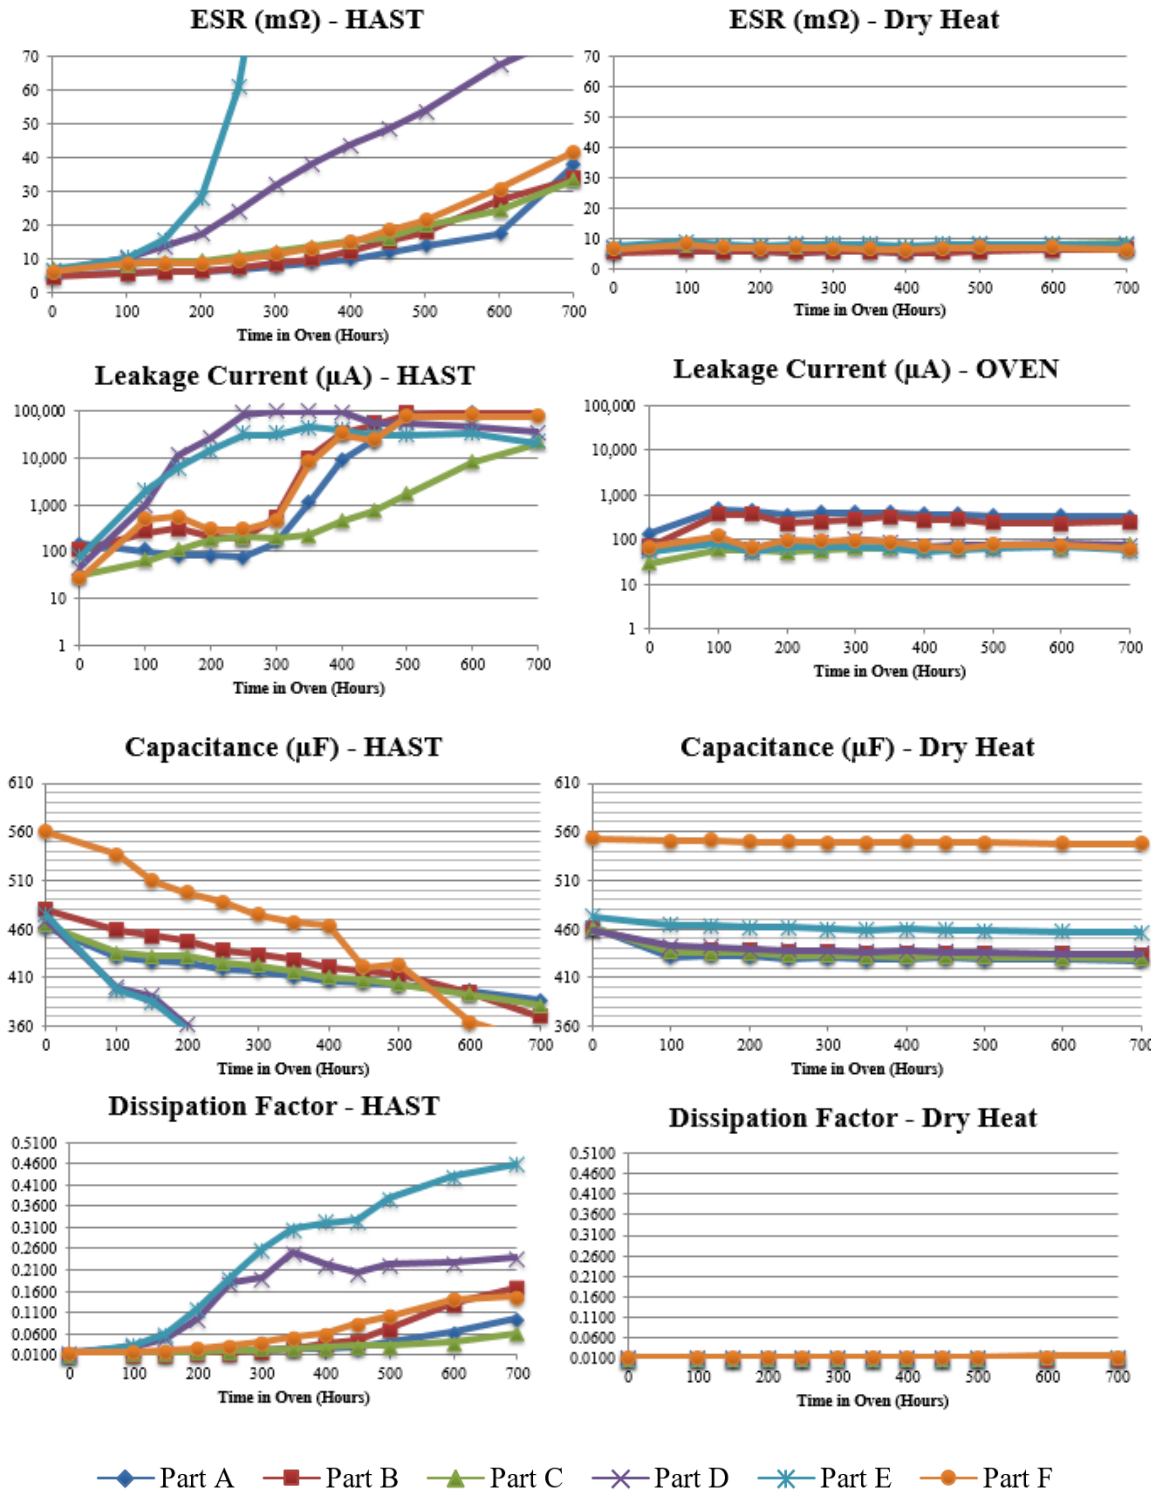 ESR (mΩ) - HAST
70
60
50
40
30
20
10
0
0 100 200 300 400 500 600 700
Time in Oven (Hours)
ESR (mΩ) - Dry Heat
70
60
50
40
30
20
10
0
0 100 200 300 400 500 600 700
Time in Oven (Hours)
Leakage Current (µA) - HAST
100,000
10,000
1,000
100
10
1
0 100 200 300 400 500 600 700
Time in Oven (Hours)
Leakage Current (µA) - OVEN
100,000
10,000
1,000
100
10
1
0 100 200 300 400 500 600 700
Time in Oven (Hours)
Capacitance (µF) - HAST
610
560
510
460
410
360
0 100 200 300 400 500 600 700
Time in Oven (Hours)
Capacitance (µF) - Dry Heat
610
560
510
460
410
360
0 100 200 300 400 500 600 700
Time in Oven (Hours)
Dissipation Factor - HAST
0.5100
0.4600
0.4100
0.3600
0.3100
0.2600
0.2100
0.1600
0.1100
0.0600
0.0100
0 100 200 300 400 500 600 700
Time in Oven (Hours)
Dissipation Factor - Dry Heat
0.5100
0.4600
0.4100
0.3600
0.3100
0.2600
0.2100
0.1600
0.1100
0.0600
0.0100
0 100 200 300 400 500 600 700
Time in Oven (Hours)
Part A Part B Part C Part D Part E Part F